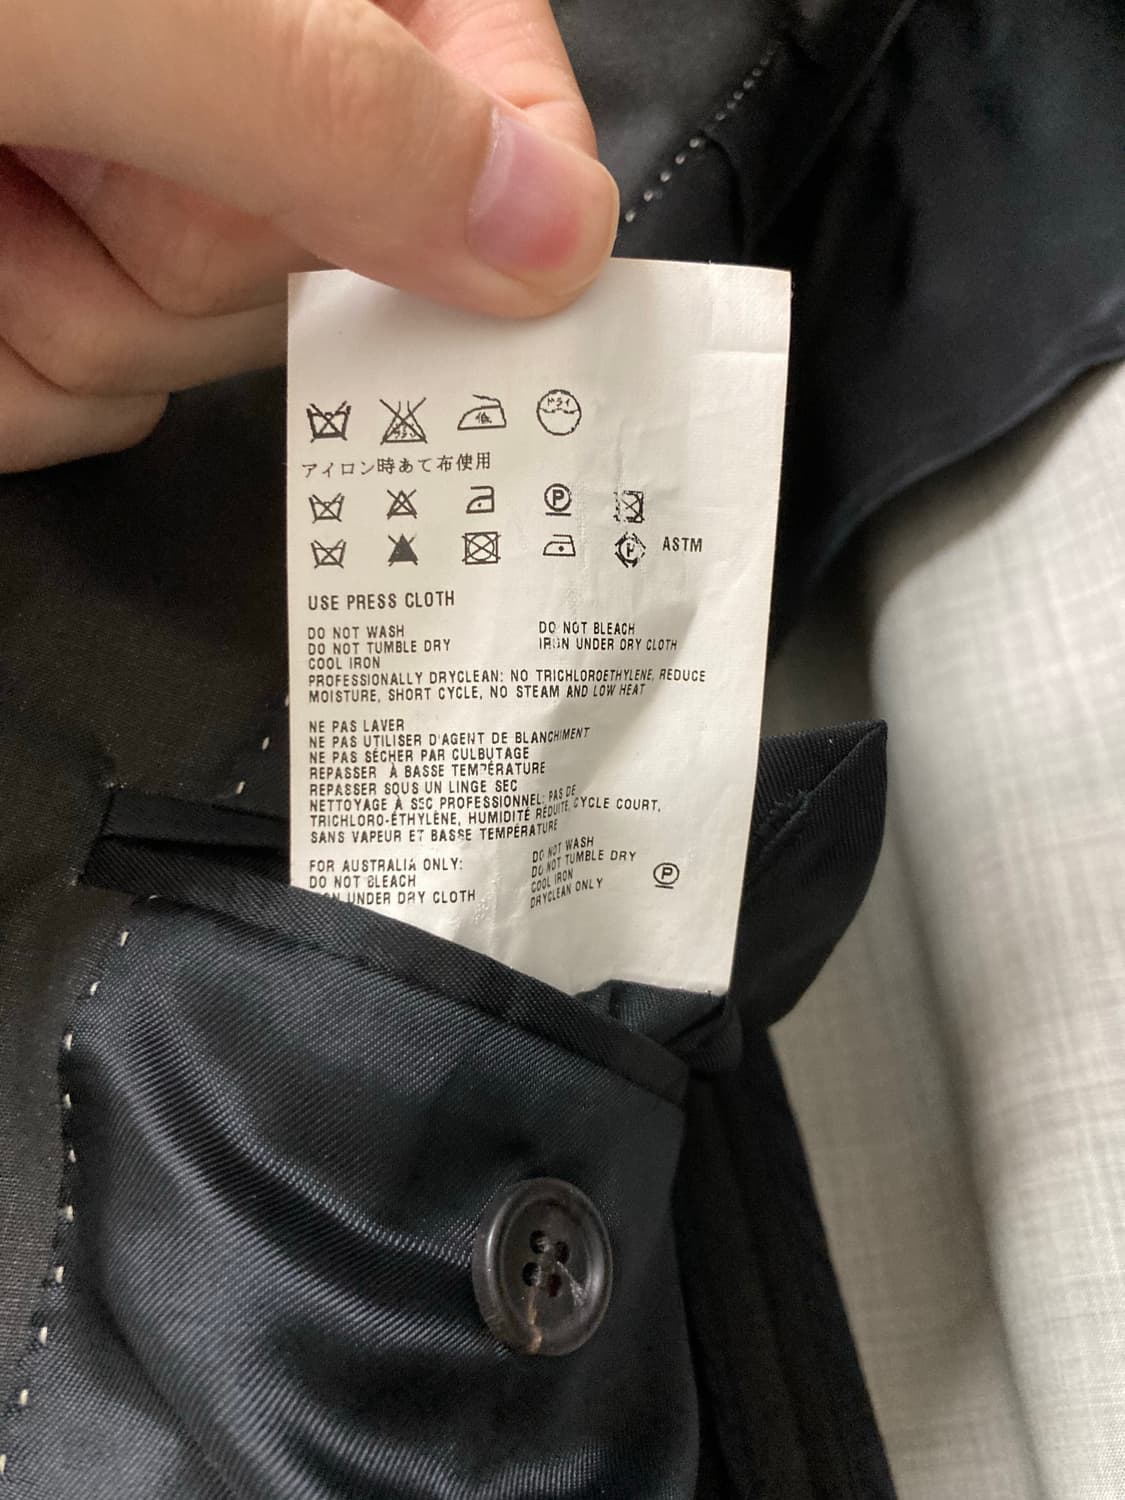 低
ドライ
アイロン時あて布使用
P
P ASTM
USE PRESS CLOTH
DO NOT WASH
DO NOT TUMBLE DRY
COOL IRON
DO NOT BLEACH
IRON UNDER DRY CLOTH
PROFESSIONALLY DRYCLEAN: NO TRICHLOROETHYLENE, REDUCE
MOISTURE, SHORT CYCLE, NO STEAM AND LOW HEAT
NE PAS LAVER
NE PAS UTILISER D'AGENT DE BLANCHIMENT
NE PAS SÉCHER PAR CULBUTAGE
REPASSER À BASSE TEMPÉRATURE
REPASSER SOUS UN LINGE SEC
NETTOYAGE À SEC PROFESSIONNEL: PAS DE
TRICHLORO-ÉTHYLÈNE, HUMIDITÉ RÉDUITE, CYCLE COURT,
SANS VAPEUR ET BASSE TEMPÉRATURE
FOR AUSTRALIA ONLY:
DO NOT BLEACH
UNDER DRY CLOTH
DO NOT WASH
DO NOT TUMBLE DRY
COOL IRON
DRYCLEAN ONLY
P